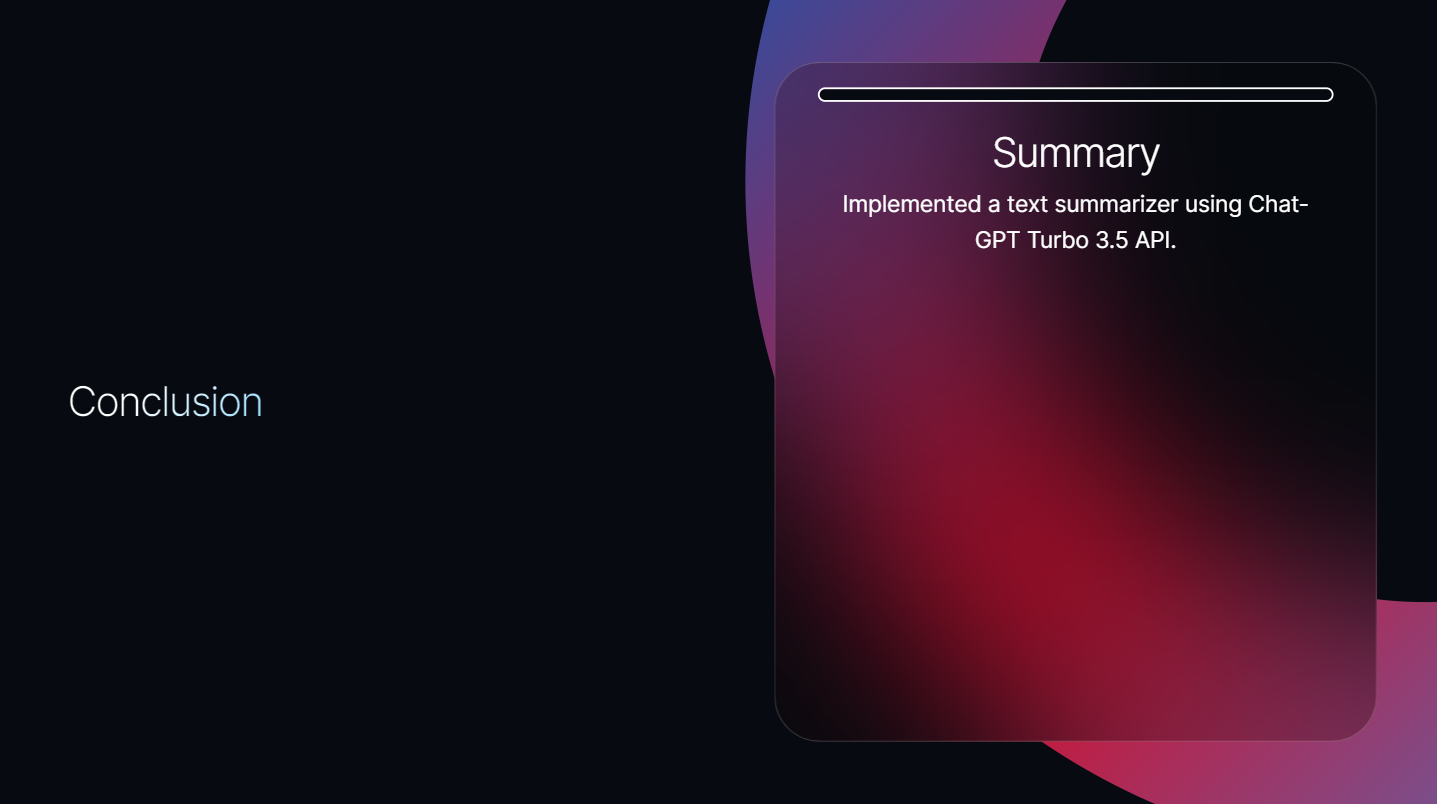 Conclusion
Summary
Implemented a text summarizer using Chat-
GPT Turbo 3.5 API.